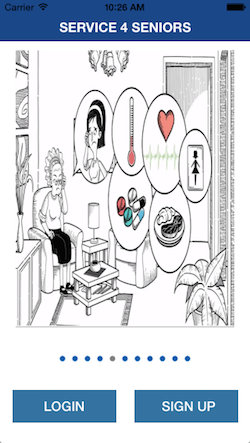 Carrier 10:26 AM
SERVICE 4 SENIORS
LOGIN SIGN UP